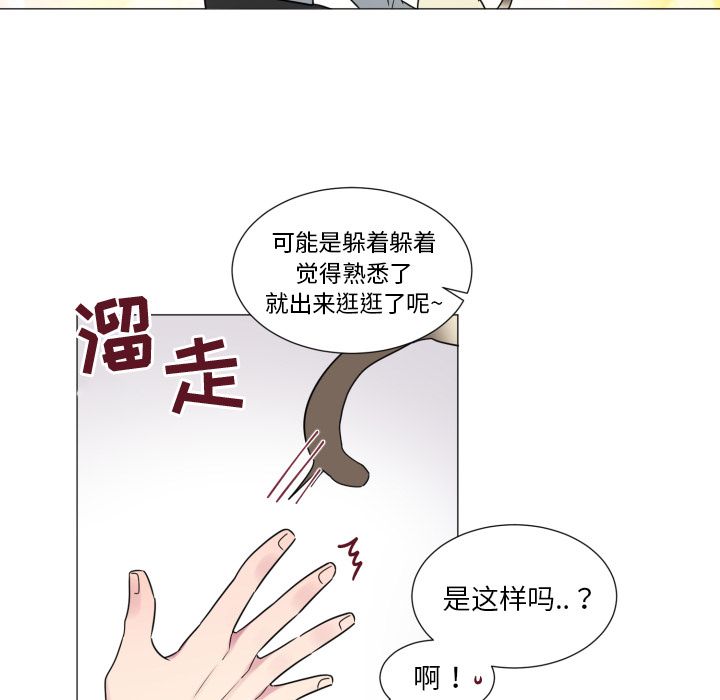 可能是躲着躲着
觉得熟悉了
就出来逛逛了呢~
溜走
是这样吗..？
啊！